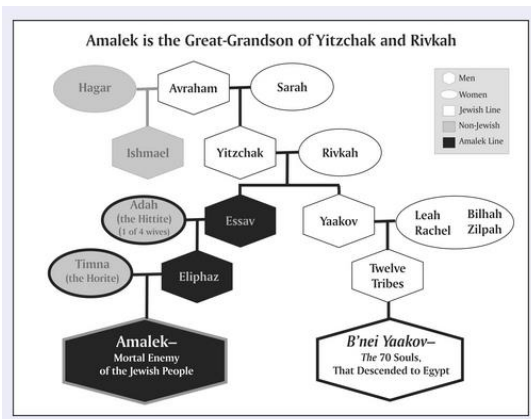 Amalek is the Great-Grandson of Yitzchak and Rivkah
Hagar
Avraham
Sarah
Men
Women
Jewish Line
Non-Jewish
Amalek Line
Ishmael
Yitzchak
Rivkah
Adah
(the Hittite)
(1 of 4 wives)
Essav
Yaakov
Leah Bilhah
Rachel Zilpah
Timna
(the Horite)
Eliphaz
Twelve
Tribes
Amalek–
Mortal Enemy
of the Jewish People
B'nei Yaakov–
The 70 Souls,
That Descended to Egypt